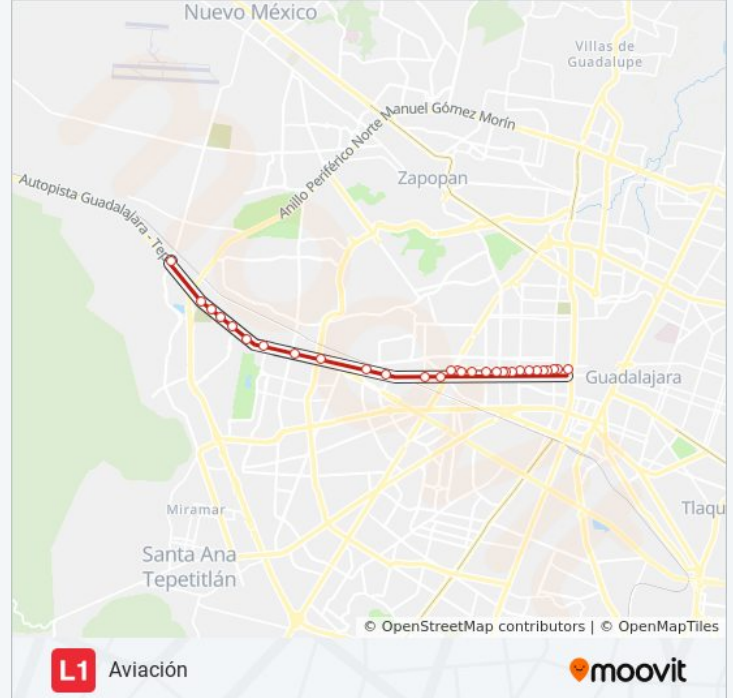 Nuevo México
Villas de
Guadalupe
Anillo Periférico Norte Manuel Gómez Morín
Zapopan
Autopista Guadalajara - Tep
Guadalajara
Miramar
Tlaqu
Santa Ana
Tepetitlán
© OpenStreetMap contributors | © OpenMapTiles
L1 Aviación
moovit